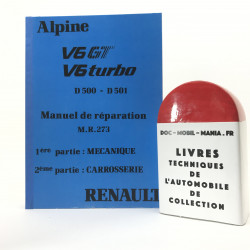 Alpine
V6 GT
V6 turbo
D 500 - D 501
Manuel de réparation
M.R. 273
1ère partie : MECANIQUE
2ème partie : CARROSSERIE
RENAULT
DOC-MOBIL-MANIA.FR
LIVRES
TECHNIQUES
DE
L'AUTOMOBILE
DE
COLLECTION